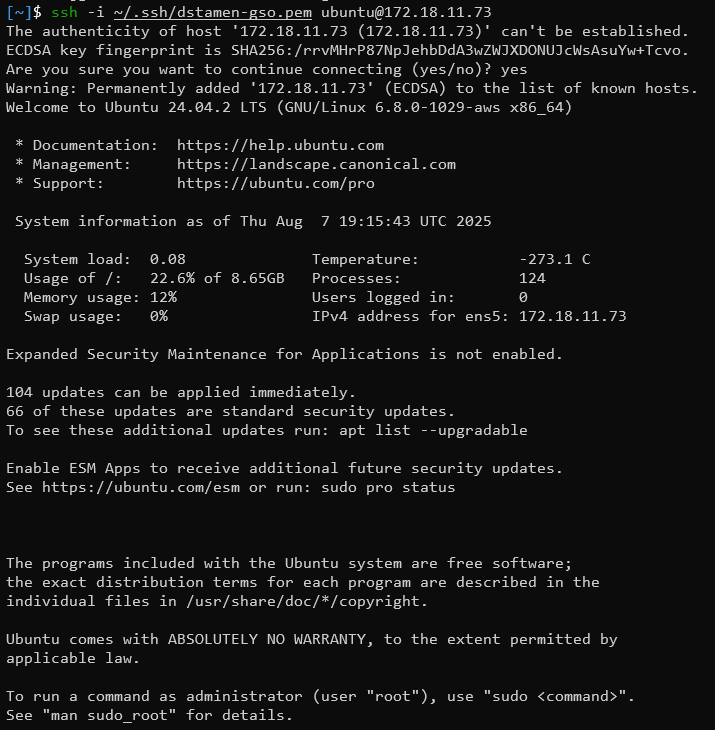 [~]$ ssh -i ~/.ssh/dstamen-gso.pem ubuntu@172.18.11.73
The authenticity of host '172.18.11.73 (172.18.11.73)' can't be established.
ECDSA key fingerprint is SHA256:/rrvMHrP87NpJehbDdA3wZWJXDONUJcWsAsuYw+Tcvo.
Are you sure you want to continue connecting (yes/no)? yes
Warning: Permanently added '172.18.11.73' (ECDSA) to the list of known hosts.
Welcome to Ubuntu 24.04.2 LTS (GNU/Linux 6.8.0-1029-aws x86_64)

 * Documentation:  https://help.ubuntu.com
 * Management:     https://landscape.canonical.com
 * Support:        https://ubuntu.com/pro

 System information as of Thu Aug  7 19:15:43 UTC 2025

  System load:  0.08              Temperature:           -273.1 C
  Usage of /:   22.6% of 8.65GB   Processes:             124
  Memory usage: 12%               Users logged in:       0
  Swap usage:   0%                IPv4 address for ens5: 172.18.11.73

Expanded Security Maintenance for Applications is not enabled.

104 updates can be applied immediately.
66 of these updates are standard security updates.
To see these additional updates run: apt list --upgradable

Enable ESM Apps to receive additional future security updates.
See https://ubuntu.com/esm or run: sudo pro status

The programs included with the Ubuntu system are free software;
the exact distribution terms for each program are described in the
individual files in /usr/share/doc/*/copyright.

Ubuntu comes with ABSOLUTELY NO WARRANTY, to the extent permitted by
applicable law.

To run a command as administrator (user "root"), use "sudo <command>".
See "man sudo_root" for details.